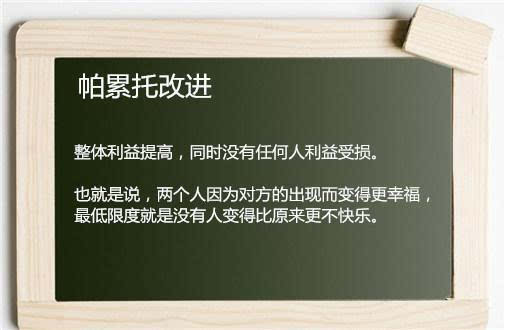 帕累托改进
整体利益提高，同时没有任何人利益受损。
也就是说，两个人因为对方的出现而变得更幸福，
最低限度就是没有人变得比原来更不快乐。